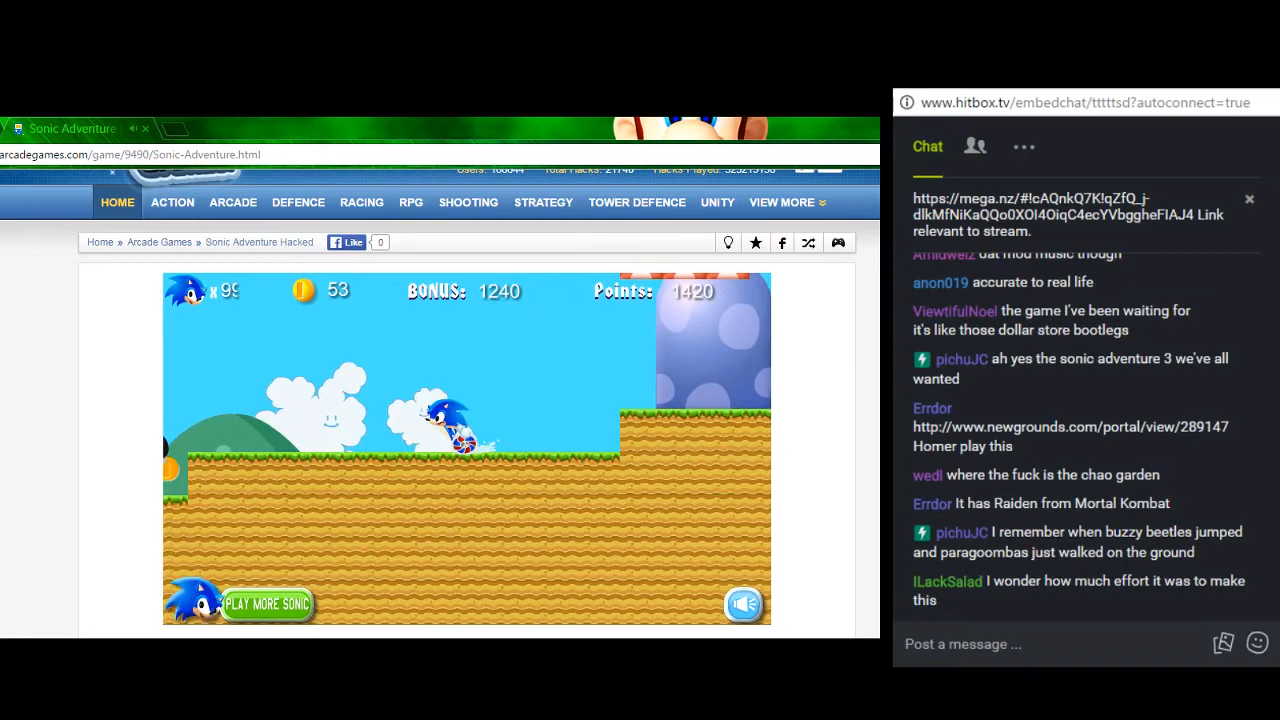 Sonic Adventure
arcadegames.com/game/9490/Sonic-Adventure.html
HOME ACTION ARCADE DEFENCE RACING RPG SHOOTING STRATEGY TOWER DEFENCE UNITY VIEW MORE
Home » Arcade Games » Sonic Adventure Hacked Like 0
x 99 53 BONUS: 1240 Points: 1420
PLAY MORE SONIC
www.hitbox.tv/embedchat/tttttsd?autoconnect=true
Chat
https://mega.nz/#!cAQnkQ7K!qZfQ_j-
dlkMfNiKaQQo0XOI4OiqC4ecYVbggheFIAJ4 Link
relevant to stream.
dat mod music though
anon019 accurate to real life
ViewtifulNoel the game I've been waiting for
it's like those dollar store bootlegs
pichuJC ah yes the sonic adventure 3 we've all
wanted
Errdor
http://www.newgrounds.com/portal/view/289147
Homer play this
wedl where the fuck is the chao garden
Errdor It has Raiden from Mortal Kombat
pichuJC I remember when buzzy beetles jumped
and paragoombas just walked on the ground
ILackSalad I wonder how much effort it was to make
this
Post a message ...